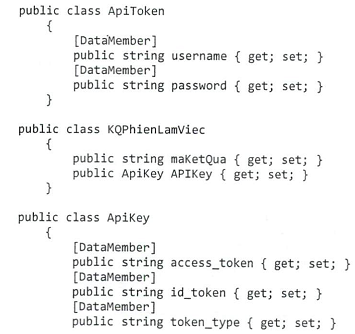 public class ApiToken
{
[DataMember]
public string username { get; set; }
[DataMember]
public string password { get; set; }
}
public class KQPhienLamViec
{
public string maKetQua { get; set; }
public ApiKey APIKey { get; set; }
}
public class ApiKey
{
[DataMember]
public string access_token { get; set; }
[DataMember]
public string id_token { get; set; }
[DataMember]
public string token_type { get; set; }